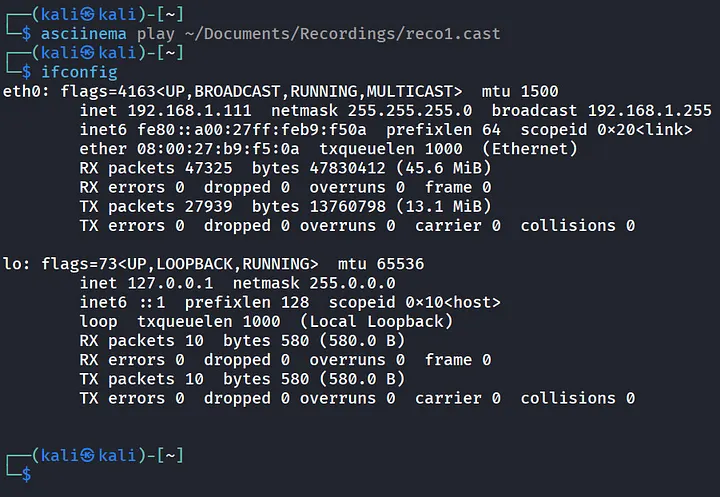 ┌──(kali㉿kali)-[~]
└─$ asciinema play ~/Documents/Recordings/reco1.cast
┌──(kali㉿kali)-[~]
└─$ ifconfig
eth0: flags=4163<UP,BROADCAST,RUNNING,MULTICAST>  mtu 1500
        inet 192.168.1.111  netmask 255.255.255.0  broadcast 192.168.1.255
        inet6 fe80::a00:27ff:feb9:f50a  prefixlen 64  scopeid 0×20<link>
        ether 08:00:27:b9:f5:0a  txqueuelen 1000  (Ethernet)
        RX packets 47325  bytes 47830412 (45.6 MiB)
        RX errors 0  dropped 0  overruns 0  frame 0
        TX packets 27939  bytes 13760798 (13.1 MiB)
        TX errors 0  dropped 0 overruns 0  carrier 0  collisions 0

lo: flags=73<UP,LOOPBACK,RUNNING>  mtu 65536
        inet 127.0.0.1  netmask 255.0.0.0
        inet6 ::1  prefixlen 128  scopeid 0×10<host>
        loop  txqueuelen 1000  (Local Loopback)
        RX packets 10  bytes 580 (580.0 B)
        RX errors 0  dropped 0  overruns 0  frame 0
        TX packets 10  bytes 580 (580.0 B)
        TX errors 0  dropped 0 overruns 0  carrier 0  collisions 0

┌──(kali㉿kali)-[~]
└─$